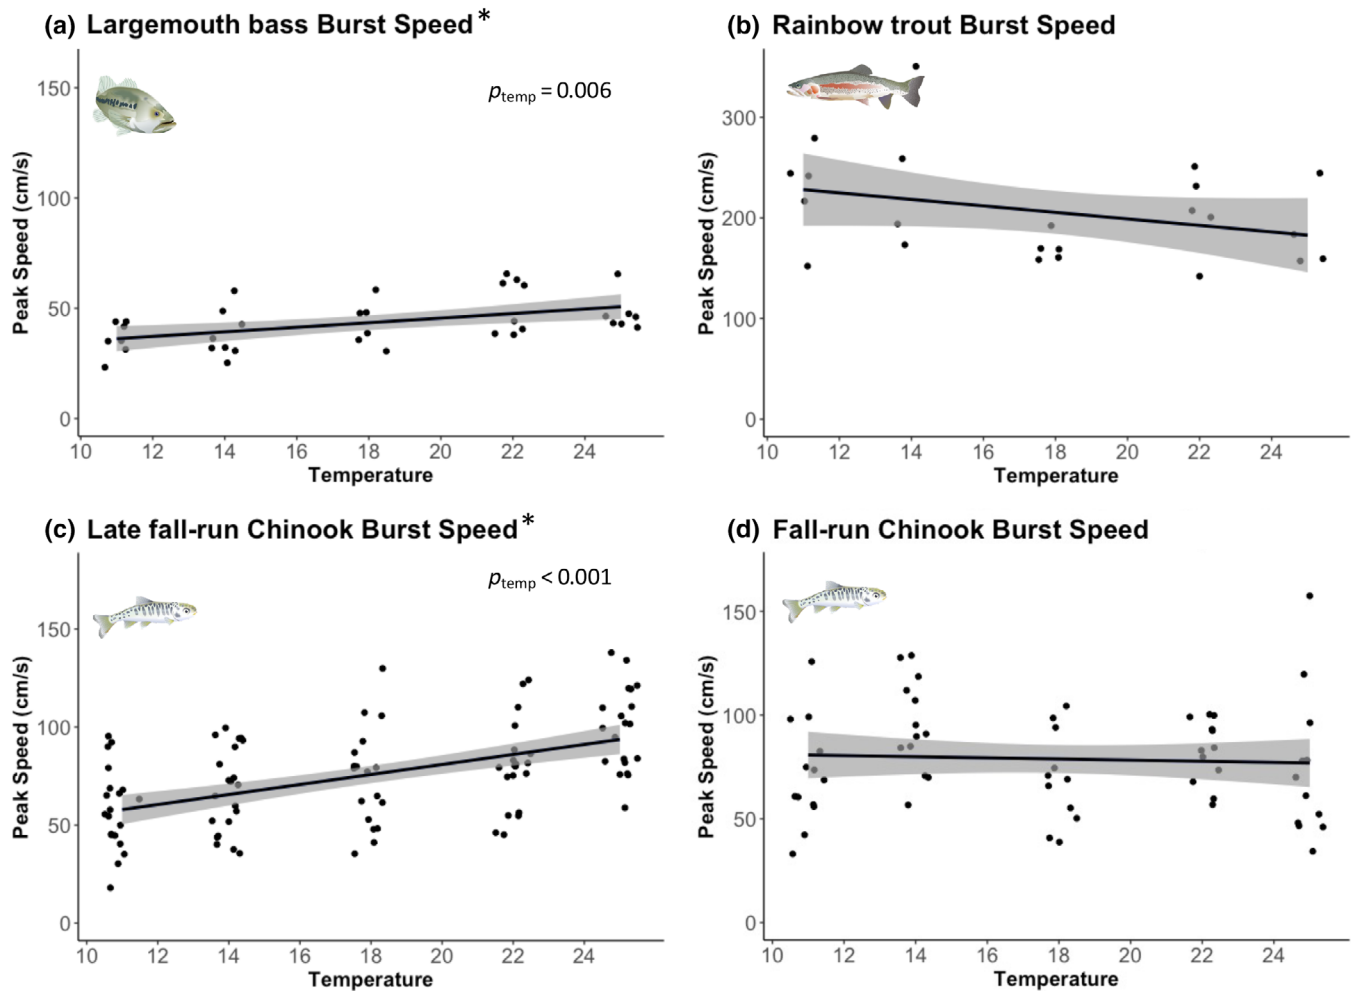 (a) Largemouth bass Burst Speed*
ptemp = 0.006
Peak Speed (cm/s)
150
100
50
0
10 12 14 16 18 20 22 24
Temperature
(b) Rainbow trout Burst Speed
Peak Speed (cm/s)
300
200
100
0
10 12 14 16 18 20 22 24
Temperature
(c) Late fall-run Chinook Burst Speed*
ptemp < 0.001
Peak Speed (cm/s)
150
100
50
0
10 12 14 16 18 20 22 24
Temperature
(d) Fall-run Chinook Burst Speed
Peak Speed (cm/s)
150
100
50
0
10 12 14 16 18 20 22 24
Temperature